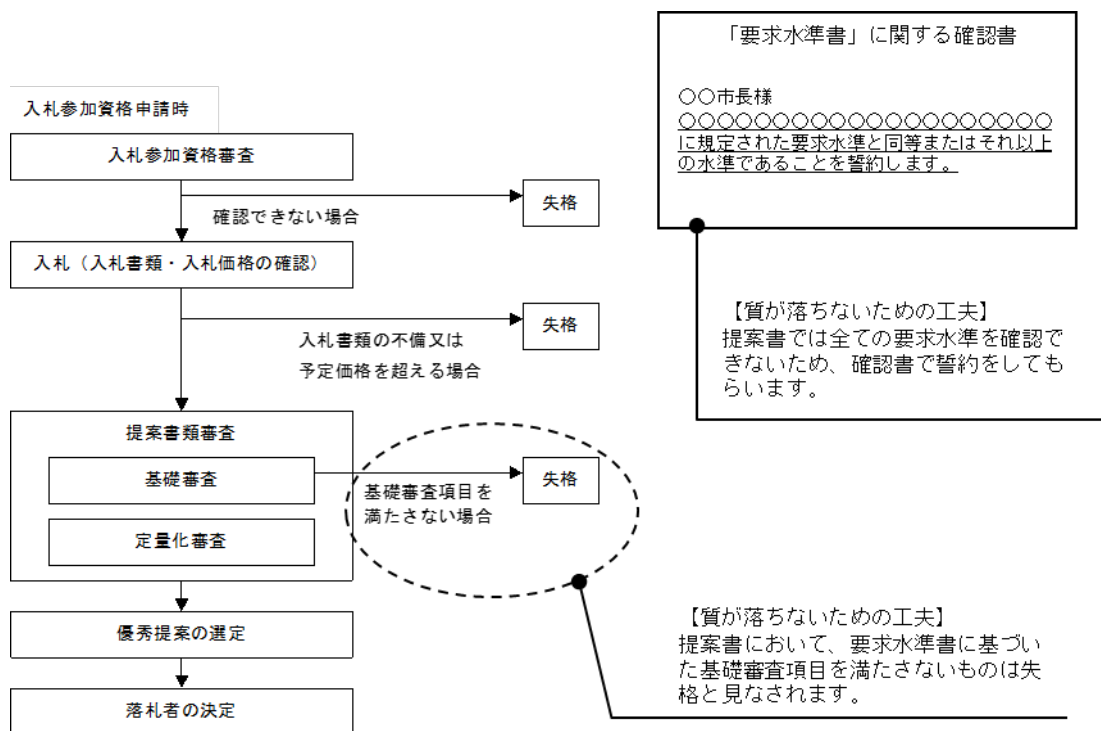 入札参加資格申請時
入札参加資格審査
確認できない場合
失格
入札（入札書類・入札価格の確認）
入札書類の不備又は
予定価格を超える場合
失格
提案書類審査
基礎審査
基礎審査項目を
満たさない場合
失格
定量化審査
優秀提案の選定
落札者の決定
「要求水準書」に関する確認書
○○市長様
○○○○○○○○○○○○○○○○○○○○
に規定された要求水準と同等またはそれ以上
の水準であることを誓約します。
【質が落ちないための工夫】
提案書では全ての要求水準を確認で
きないため、確認書で誓約をしても
らいます。
【質が落ちないための工夫】
提案書において、要求水準書に基づい
た基礎審査項目を満たさないものは失
格と見なされます。